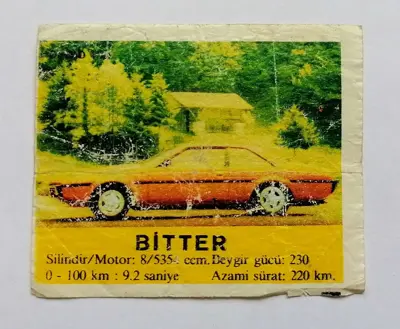 BİTTER
Silindir/Motor: 8/5354 ccm. Beygir gücü: 230
0 - 100 km : 9.2 saniye Azami sürat: 220 km.